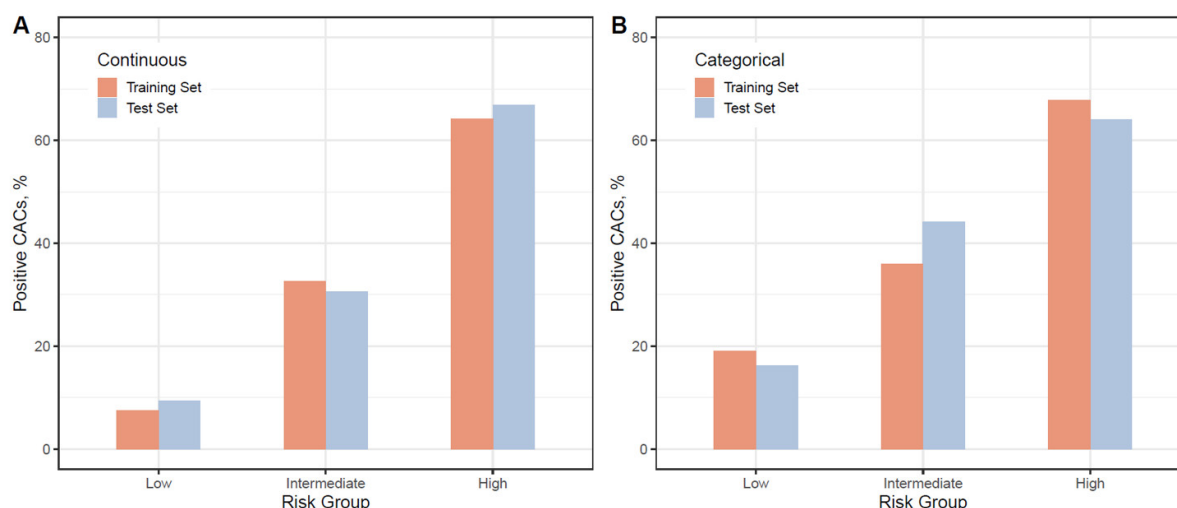 A
Continuous
Training Set
Test Set
Positive CACs, %
80
60
40
20
0
Low Intermediate High
Risk Group
B
Categorical
Training Set
Test Set
Positive CACs, %
80
60
40
20
0
Low Intermediate High
Risk Group